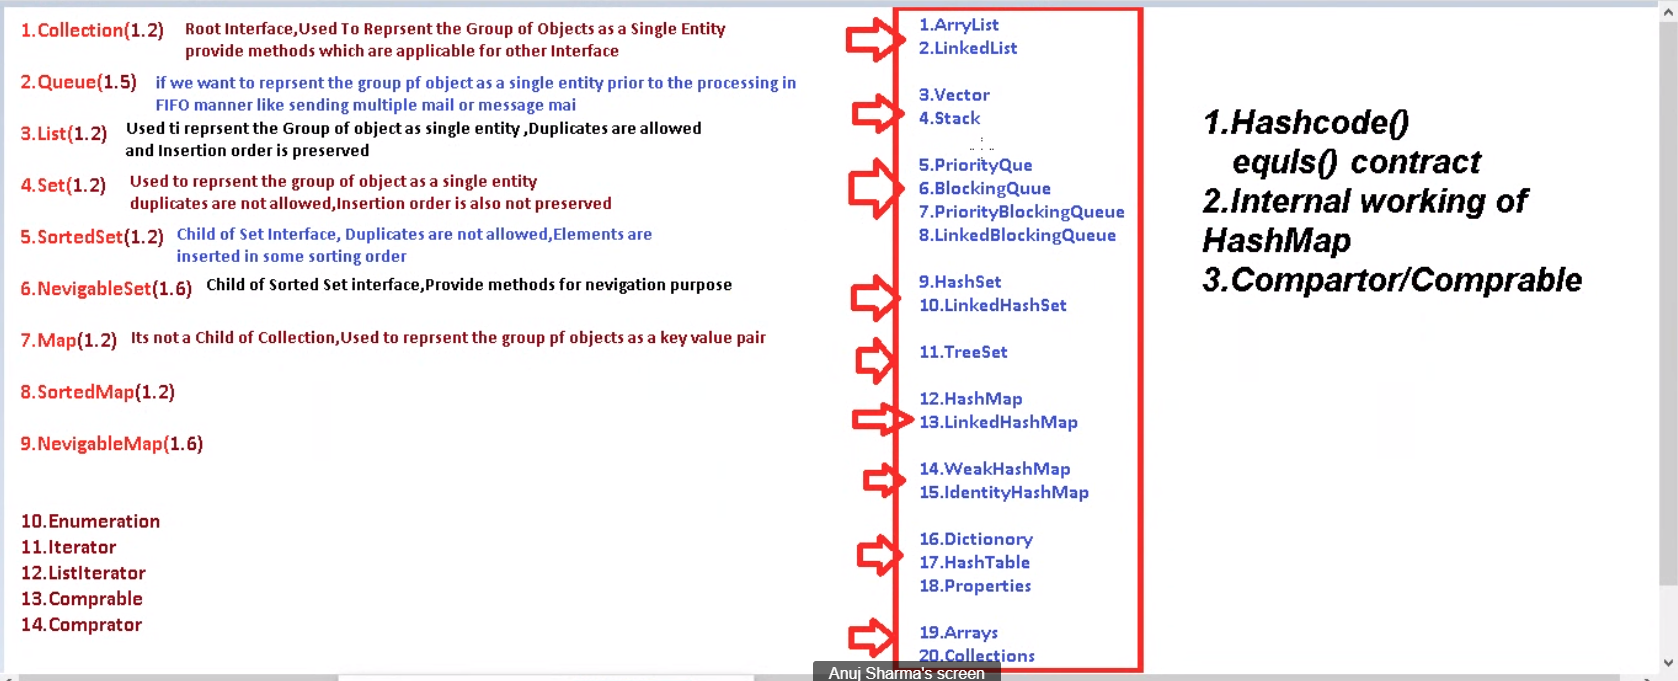 1.Collection(1.2) Root Interface,Used To Reprsent the Group of Objects as a Single Entity
provide methods which are applicable for other Interface
2.Queue(1.5) if we want to reprsent the group pf object as a single entity prior to the processing in
FIFO manner like sending multiple mail or message mai
3.List(1.2) Used ti reprsent the Group of object as single entity ,Duplicates are allowed
and Insertion order is preserved
4.Set(1.2) Used to reprsent the group of object as a single entity
duplicates are not allowed,Insertion order is also not preserved
5.SortedSet(1.2) Child of Set Interface, Duplicates are not allowed,Elements are
inserted in some sorting order
6.NevigableSet(1.6) Child of Sorted Set interface,Provide methods for nevigation purpose
7.Map(1.2) Its not a Child of Collection,Used to reprsent the group pf objects as a key value pair
8.SortedMap(1.2)
9.NevigableMap(1.6)
10.Enumeration
11.Iterator
12.ListIterator
13.Comprable
14.Comprator
1.ArryList
2.LinkedList
3.Vector
4.Stack
5.PriorityQue
6.BlockingQuue
7.PriorityBlockingQueue
8.LinkedBlockingQueue
9.HashSet
10.LinkedHashSet
11.TreeSet
12.HashMap
13.LinkedHashMap
14.WeakHashMap
15.IdentityHashMap
16.Dictionory
17.HashTable
18.Properties
19.Arrays
20.Collections
1.Hashcode()
equls() contract
2.Internal working of
HashMap
3.Compartor/Comprable
Anuj Sharma's screen